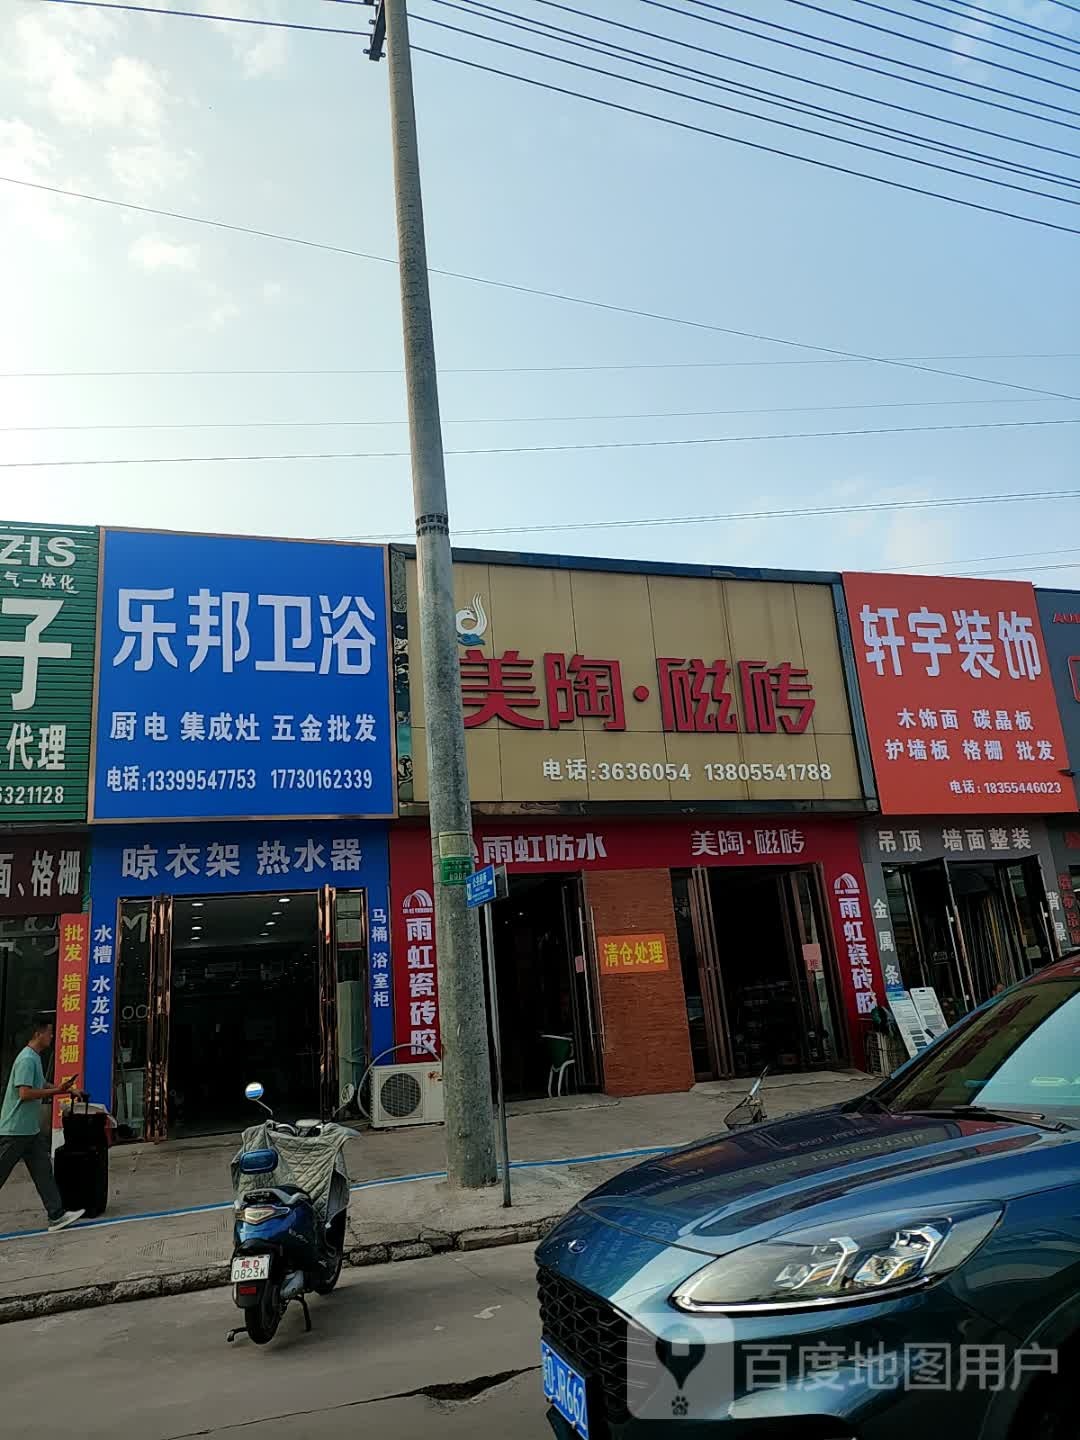 ZIS
气一体化
子
代理
6321128
面、格栅
批发 墙板 格栅
乐邦卫浴
厨电 集成灶 五金批发
电话:13399547753 17730162339
晾衣架 热水器
水槽 水龙头
马桶 浴室柜
美陶·磁砖
电话:3636054 13805541788
雨虹防水
美陶·磁砖
雨虹瓷砖胶
清仓处理
雨虹瓷砖胶
轩宇装饰
木饰面 碳晶板
护墙板 格栅 批发
电话:18355446023
吊顶 墙面整装
金属条
皖D
0823K
JR662
百度地图用户